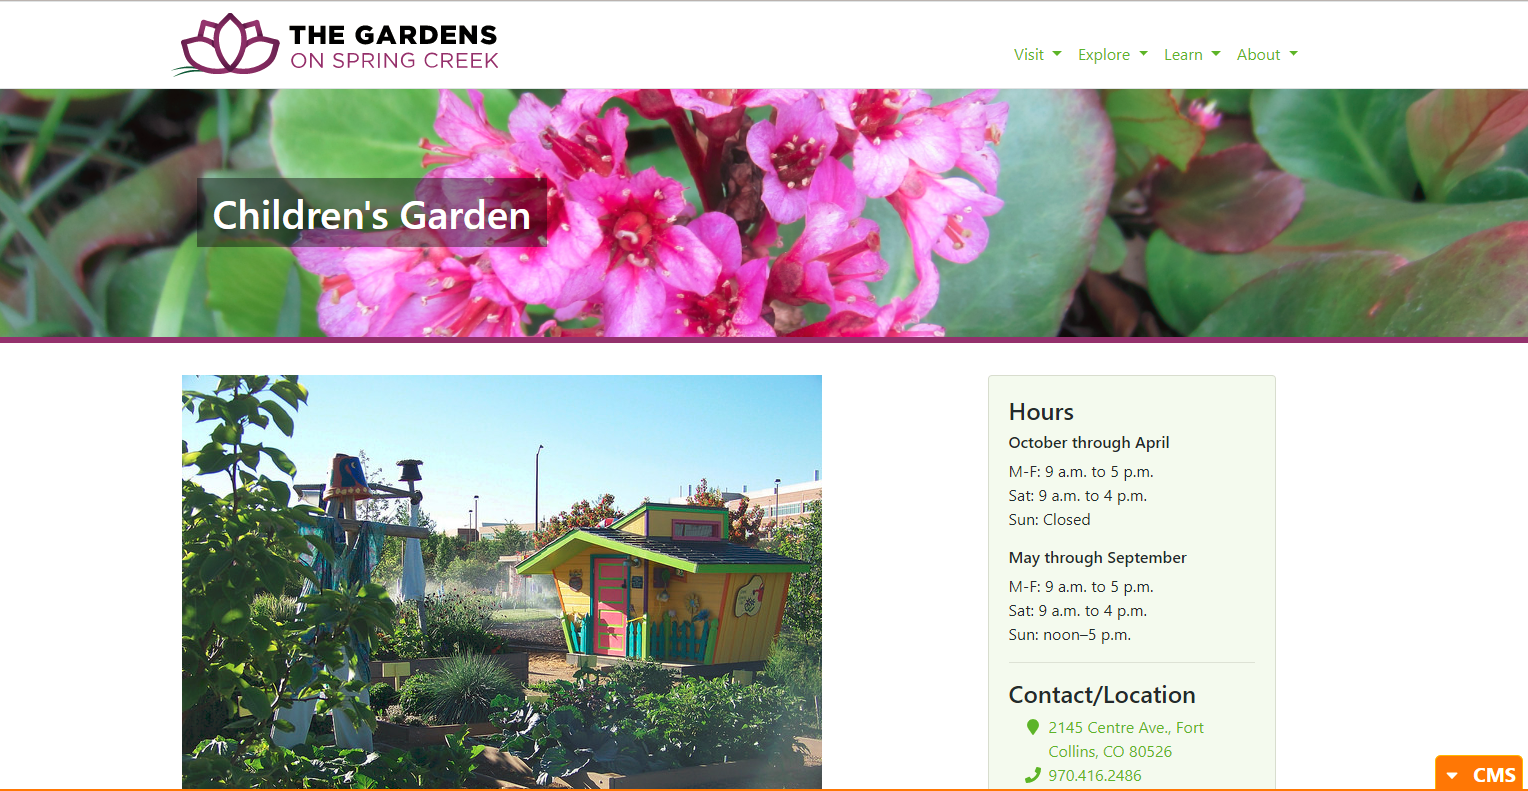 THE GARDENS
ON SPRING CREEK
Visit Explore Learn About
Children's Garden
Hours
October through April
M-F: 9 a.m. to 5 p.m.
Sat: 9 a.m. to 4 p.m.
Sun: Closed
May through September
M-F: 9 a.m. to 5 p.m.
Sat: 9 a.m. to 4 p.m.
Sun: noon–5 p.m.
Contact/Location
2145 Centre Ave., Fort
Collins, CO 80526
970.416.2486
CMS